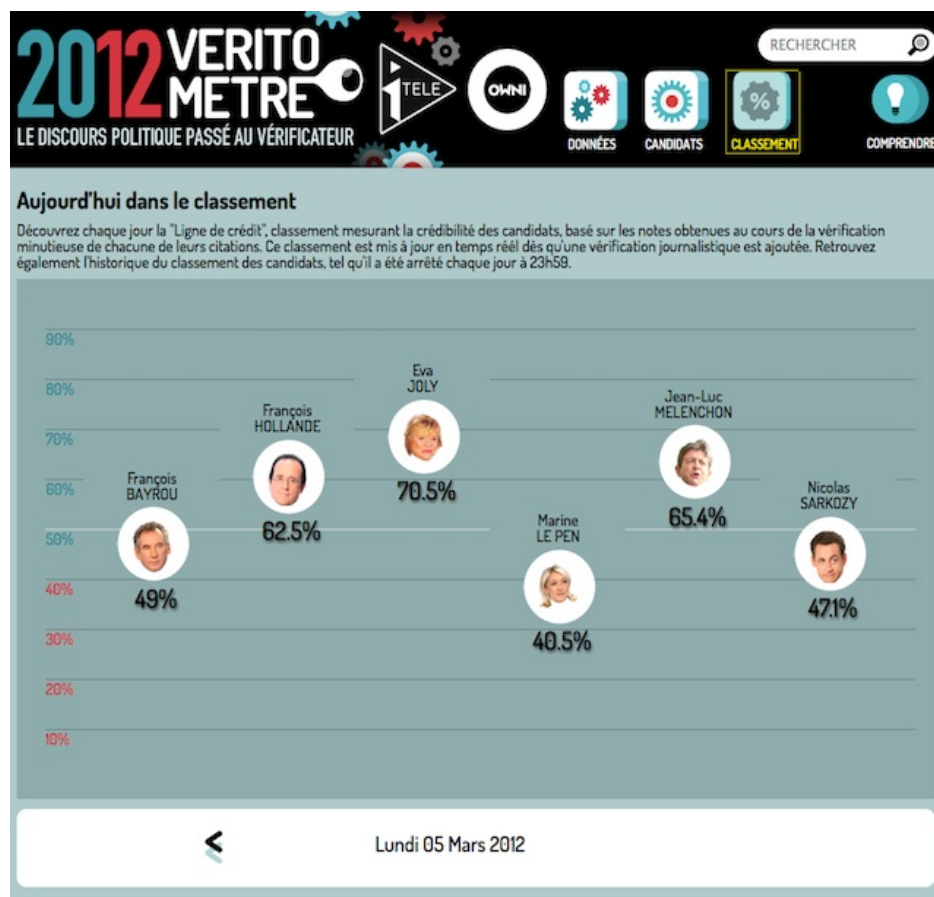 2012 VERITO
METRE
LE DISCOURS POLITIQUE PASSÉ AU VÉRIFICATEUR
iTELE
OWNI
RECHERCHER
DONNÉES
CANDIDATS
%
CLASSEMENT
COMPRENDRE
Aujourd'hui dans le classement
Découvrez chaque jour la "Ligne de crédit", classement mesurant la crédibilité des candidats, basé sur les notes obtenues au cours de la vérification
minutieuse de chacune de leurs citations. Ce classement est mis à jour en temps réél dès qu'une vérification journalistique est ajoutée. Retrouvez
également l'historique du classement des candidats, tel qu'il a été arrêté chaque jour à 23h59.
90%
80%
70%
60%
50%
40%
30%
20%
10%
François
BAYROU
49%
François
HOLLANDE
62.5%
Eva
JOLY
70.5%
Marine
LE PEN
40.5%
Jean-Luc
MELENCHON
65.4%
Nicolas
SARKOZY
47.1%
<
Lundi 05 Mars 2012